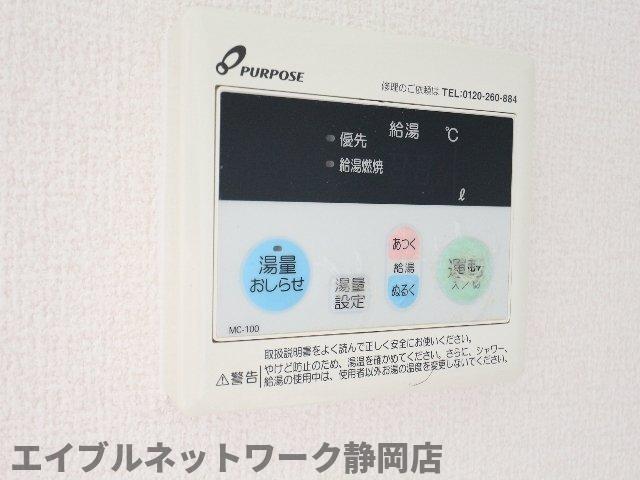 PURPOSE
修理のご依頼は TEL:0120-260-884
優先
給湯 ℃
給湯燃焼
ℓ
湯量
おしらせ
湯量
設定
あつく
給湯
ぬるく
運転
入/切
MC-100
取扱説明書をよく読んで正しく安全にお使いください。
⚠警告
やけど防止のため、湯温を確かめてください。さらに、シャワー、
給湯の使用中は、使用者以外お湯の温度を変更しないでください。
エイブルネットワーク静岡店